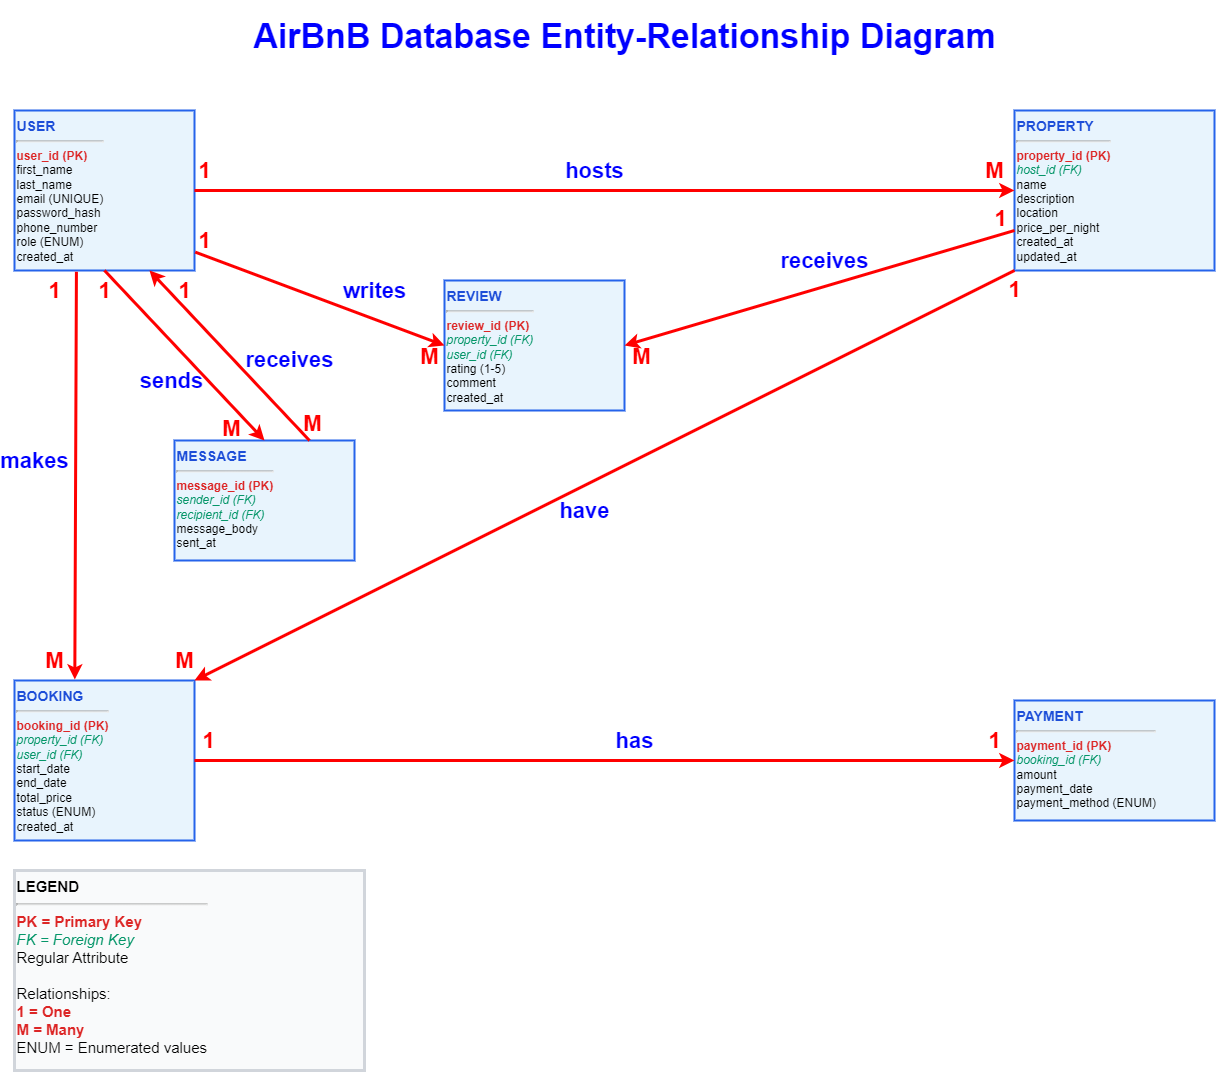 AirBnB Database Entity-Relationship Diagram
USER
user_id (PK)
first_name
last_name
email (UNIQUE)
password_hash
phone_number
role (ENUM)
created_at
1
hosts
M
PROPERTY
property_id (PK)
host_id (FK)
name
description
location
price_per_night
created_at
updated_at
1
writes
M
1
receives
M
REVIEW
review_id (PK)
property_id (FK)
user_id (FK)
rating (1-5)
comment
created_at
1
1
1
1
sends
receives
M
M
makes
MESSAGE
message_id (PK)
sender_id (FK)
recipient_id (FK)
message_body
sent_at
have
M
M
BOOKING
booking_id (PK)
property_id (FK)
user_id (FK)
start_date
end_date
total_price
status (ENUM)
created_at
1
has
1
PAYMENT
payment_id (PK)
booking_id (FK)
amount
payment_date
payment_method (ENUM)
LEGEND
PK = Primary Key
FK = Foreign Key
Regular Attribute
Relationships:
1 = One
M = Many
ENUM = Enumerated values